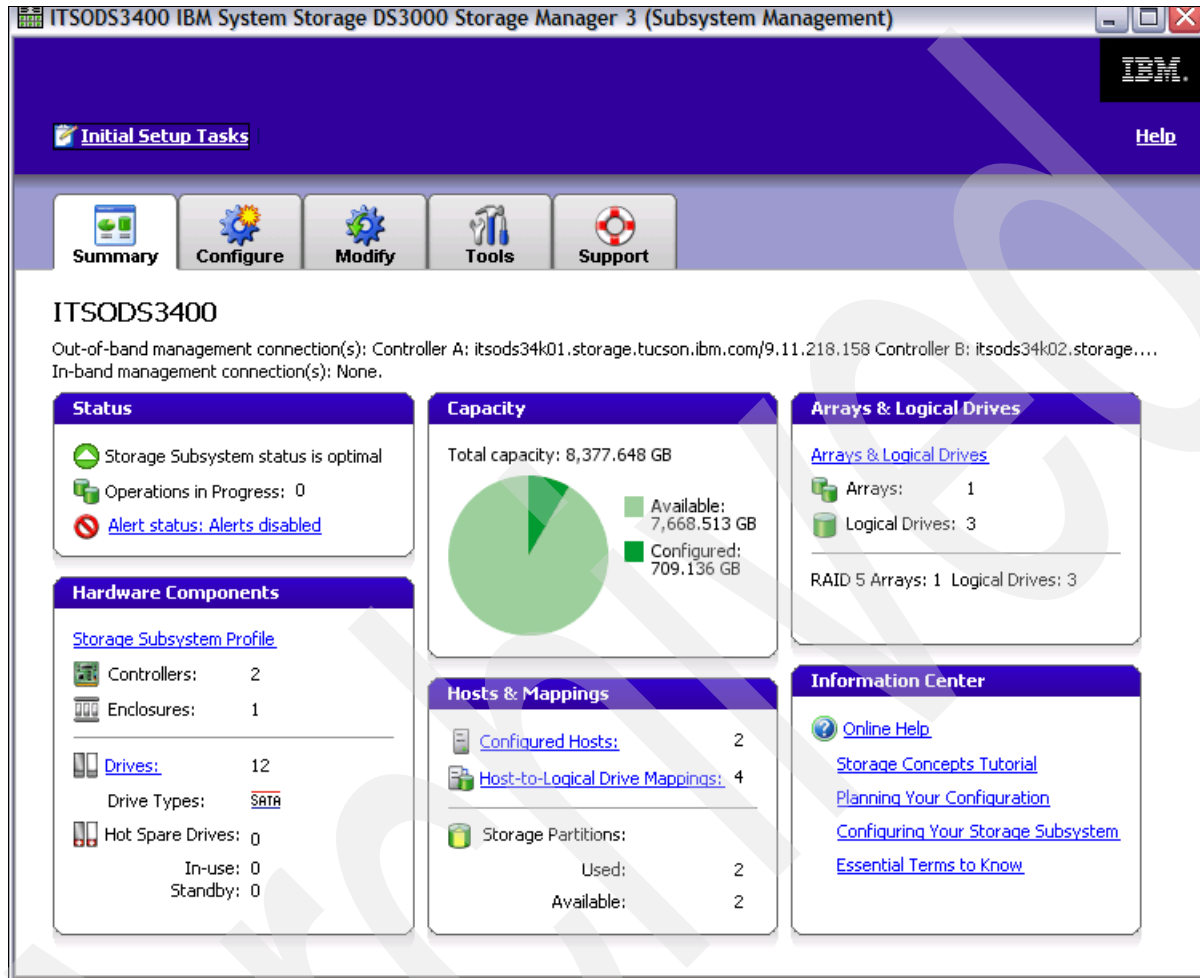 ITSODS3400 IBM System Storage DS3000 Storage Manager 3 (Subsystem Management)
IBM.
Initial Setup Tasks
Help
Summary
Configure
Modify
Tools
Support
ITSODS3400
Out-of-band management connection(s): Controller A: itsods34k01.storage.tucson.ibm.com/9.11.218.158 Controller B: itsods34k02.storage....
In-band management connection(s): None.
Status
Storage Subsystem status is optimal
Operations in Progress: 0
Alert status: Alerts disabled
Hardware Components
Storage Subsystem Profile
Controllers: 2
Enclosures: 1
Drives: 12
Drive Types: SATA
Hot Spare Drives: 0
In-use: 0
Standby: 0
Capacity
Total capacity: 8,377.648 GB
Available:
7,668.513 GB
Configured:
709.136 GB
Hosts & Mappings
Configured Hosts: 2
Host-to-Logical Drive Mappings: 4
Storage Partitions:
Used: 2
Available: 2
Arrays & Logical Drives
Arrays & Logical Drives
Arrays: 1
Logical Drives: 3
RAID 5 Arrays: 1 Logical Drives: 3
Information Center
Online Help
Storage Concepts Tutorial
Planning Your Configuration
Configuring Your Storage Subsystem
Essential Terms to Know